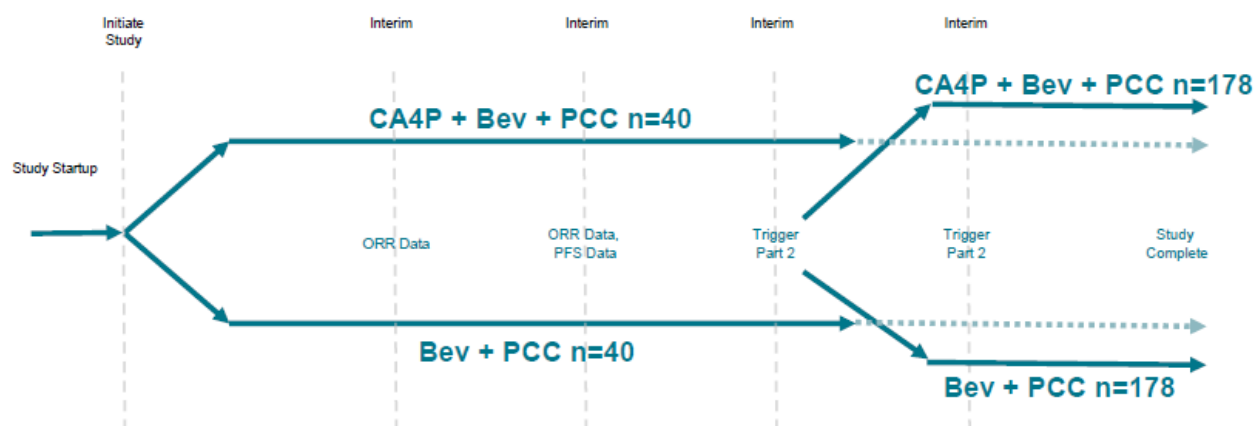 Initiate
Study
Interim
Interim
Interim
Interim
CA4P + Bev + PCC n=178
CA4P + Bev + PCC n=40
Study Startup
ORR Data
ORR Data,
PFS Data
Trigger
Part 2
Trigger
Part 2
Study
Complete
Bev + PCC n=40
Bev + PCC n=178